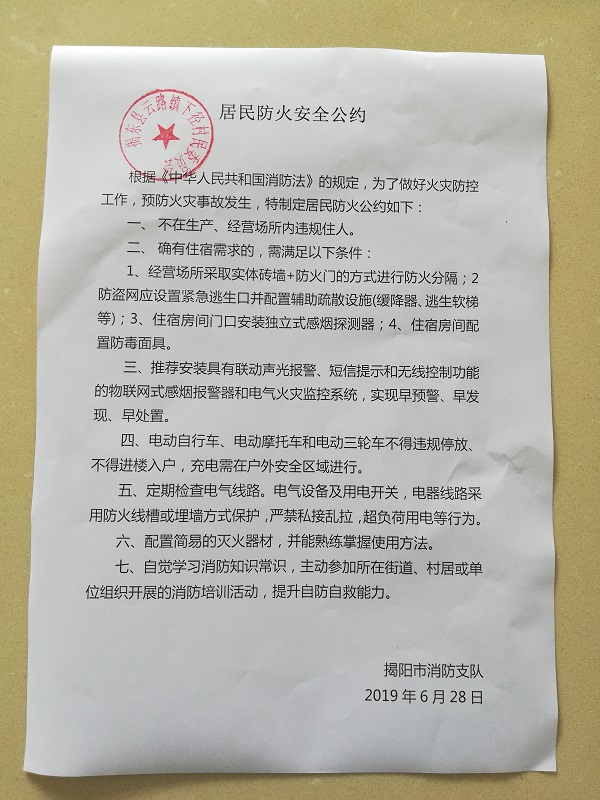 居民防火安全公约
揭东县云路镇下径村民委员会
根据《中华人民共和国消防法》的规定，为了做好火灾防控
工作，预防火灾事故发生，特制定居民防火公约如下：
一、 不在生产、经营场所内违规住人。
二、 确有住宿需求的，需满足以下条件：
1、经营场所采取实体砖墙+防火门的方式进行防火分隔；2
防盗网应设置紧急逃生口并配置辅助疏散设施(缓降器、逃生软梯
等)；3、住宿房间门口安装独立式感烟探测器；4、住宿房间配
置防毒面具。
三、推荐安装具有联动声光报警、短信提示和无线控制功能
的物联网式感烟报警器和电气火灾监控系统，实现早预警、早发
现、早处置。
四、电动自行车、电动摩托车和电动三轮车不得违规停放、
不得进楼入户，充电需在户外安全区域进行。
五、定期检查电气线路。电气设备及用电开关，电器线路采
用防火线槽或埋墙方式保护，严禁私接乱拉，超负荷用电等行为。
六、配置简易的灭火器材，并能熟练掌握使用方法。
七、自觉学习消防知识常识，主动参加所在街道、村居或单
位组织开展的消防培训活动，提升自防自救能力。
揭阳市消防支队
2019 年 6 月 28 日